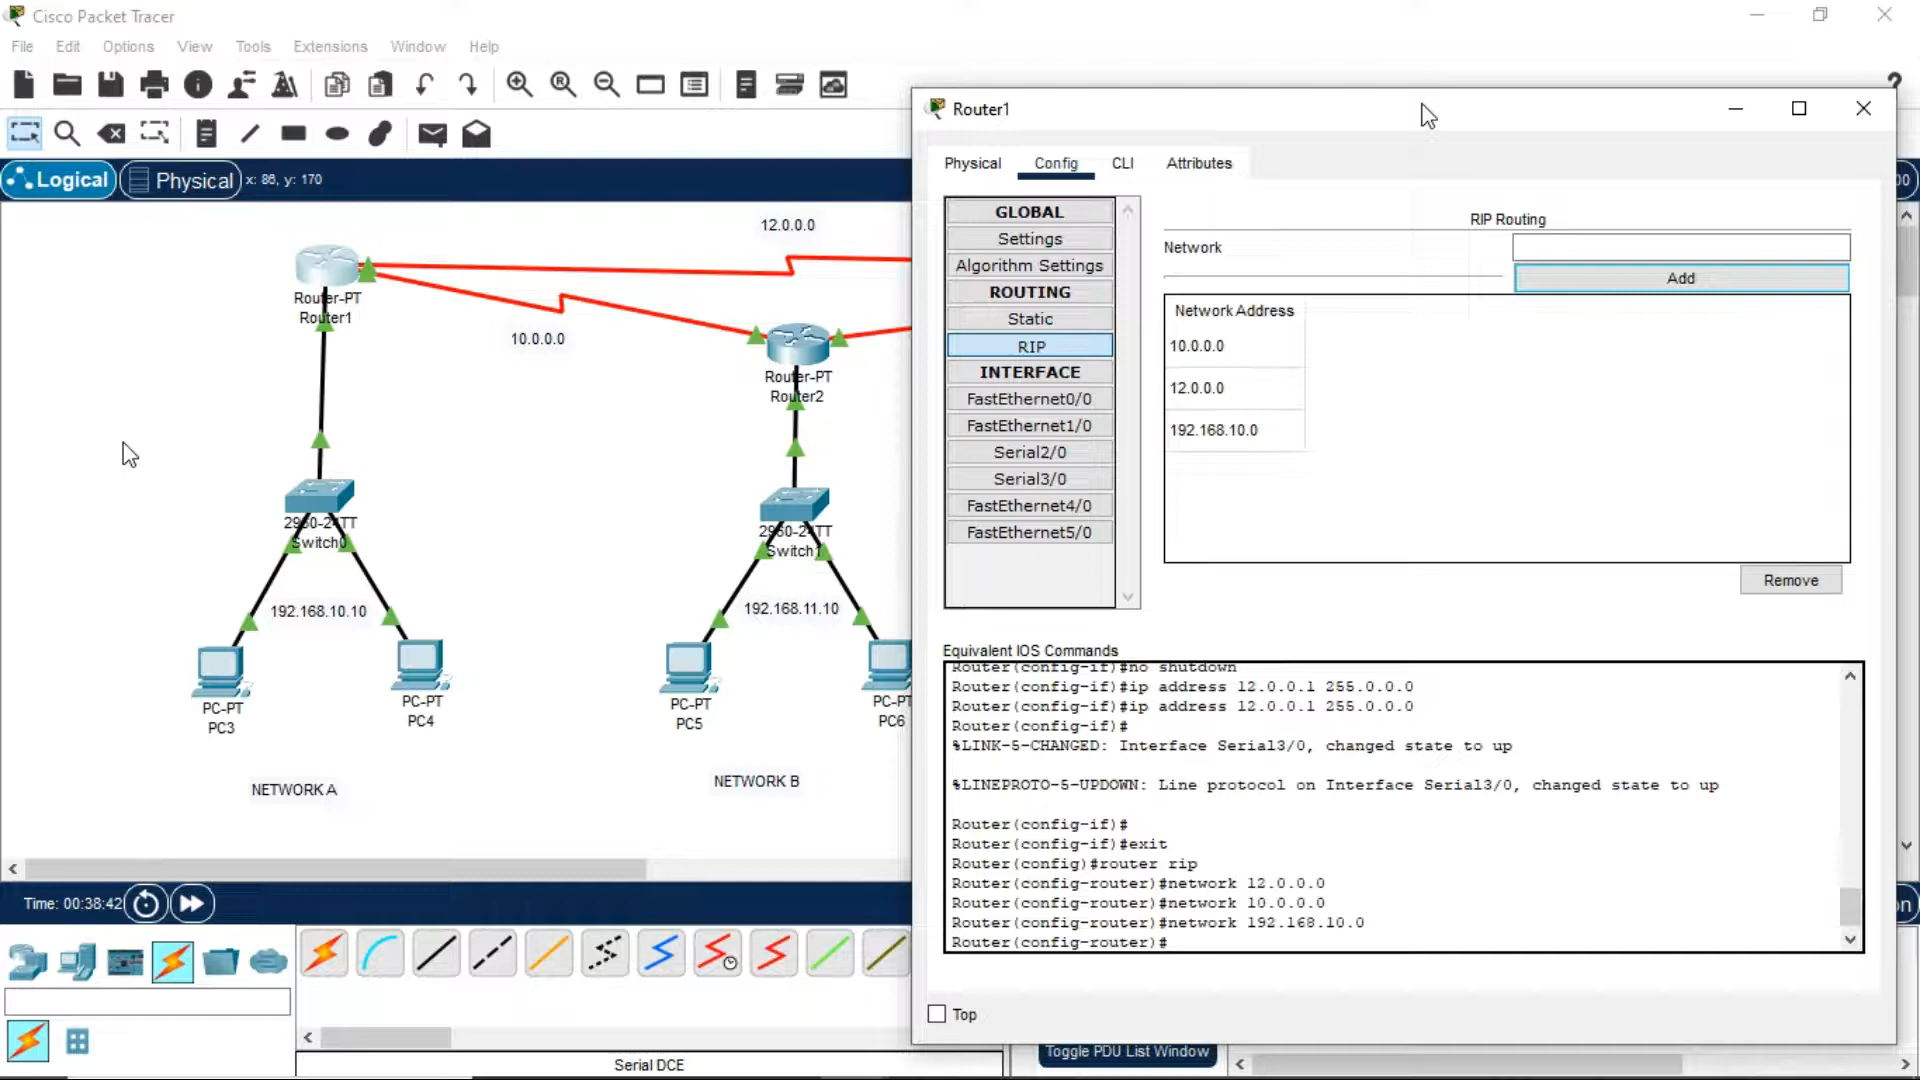 Cisco Packet Tracer
File Edit Options View Tools Extensions Window Help
?
Logical Physical x: 86, y: 170
12.0.0.0
Router-PT
Router1
10.0.0.0
Router-PT
Router2
2950-24TT
Switch0
2950-24TT
Switch1
192.168.10.10
192.168.11.10
PC-PT
PC3
PC-PT
PC4
PC-PT
PC5
PC-PT
PC6
NETWORK A
NETWORK B
Time: 00:38:42
Serial DCE
Router1
Physical Config CLI Attributes
GLOBAL
Settings
Algorithm Settings
ROUTING
Static
RIP
INTERFACE
FastEthernet0/0
FastEthernet1/0
Serial2/0
Serial3/0
FastEthernet4/0
FastEthernet5/0
RIP Routing
Network
Add
Network Address
10.0.0.0
12.0.0.0
192.168.10.0
Remove
Equivalent IOS Commands
Router(config-if)#no shutdown
Router(config-if)#ip address 12.0.0.1 255.0.0.0
Router(config-if)#ip address 12.0.0.1 255.0.0.0
Router(config-if)#
%LINK-5-CHANGED: Interface Serial3/0, changed state to up
%LINEPROTO-5-UPDOWN: Line protocol on Interface Serial3/0, changed state to up
Router(config-if)#
Router(config-if)#exit
Router(config)#router rip
Router(config-router)#network 12.0.0.0
Router(config-router)#network 10.0.0.0
Router(config-router)#network 192.168.10.0
Router(config-router)#
Top
Toggle PDU List Window